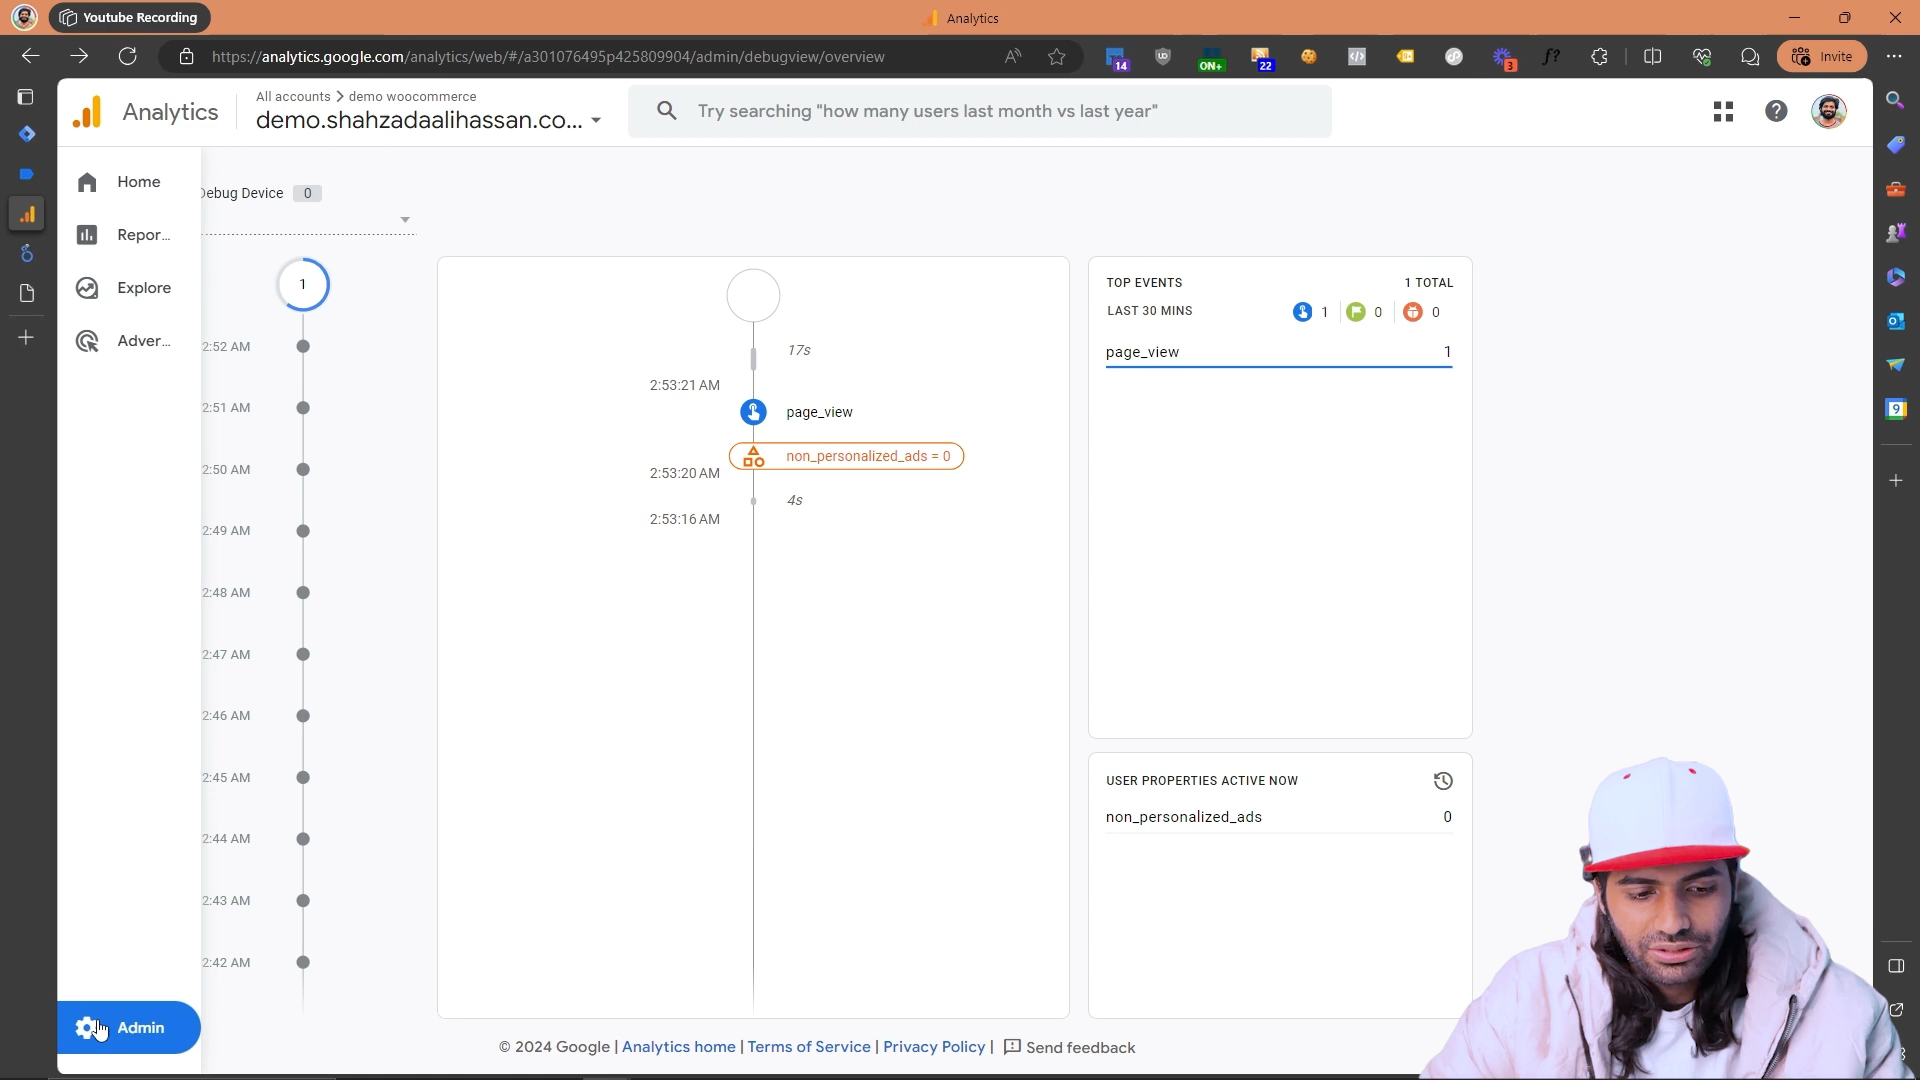 Youtube Recording
Analytics
https://analytics.google.com/analytics/web/#/a301076495p425809904/admin/debugview/overview
14
ON+
22
3
f?
Invite
Analytics
All accounts > demo woocommerce
demo.shahzadaalihassan.co...
Try searching "how many users last month vs last year"
Home
Repor...
Explore
Adver...
Admin
Debug Device 0
1
2:52 AM
2:51 AM
2:50 AM
2:49 AM
2:48 AM
2:47 AM
2:46 AM
2:45 AM
2:44 AM
2:43 AM
2:42 AM
17s
2:53:21 AM
page_view
non_personalized_ads = 0
2:53:20 AM
4s
2:53:16 AM
TOP EVENTS 1 TOTAL
LAST 30 MINS 1 0 0
page_view 1
USER PROPERTIES ACTIVE NOW
non_personalized_ads 0
9
© 2024 Google | Analytics home | Terms of Service | Privacy Policy | Send feedback